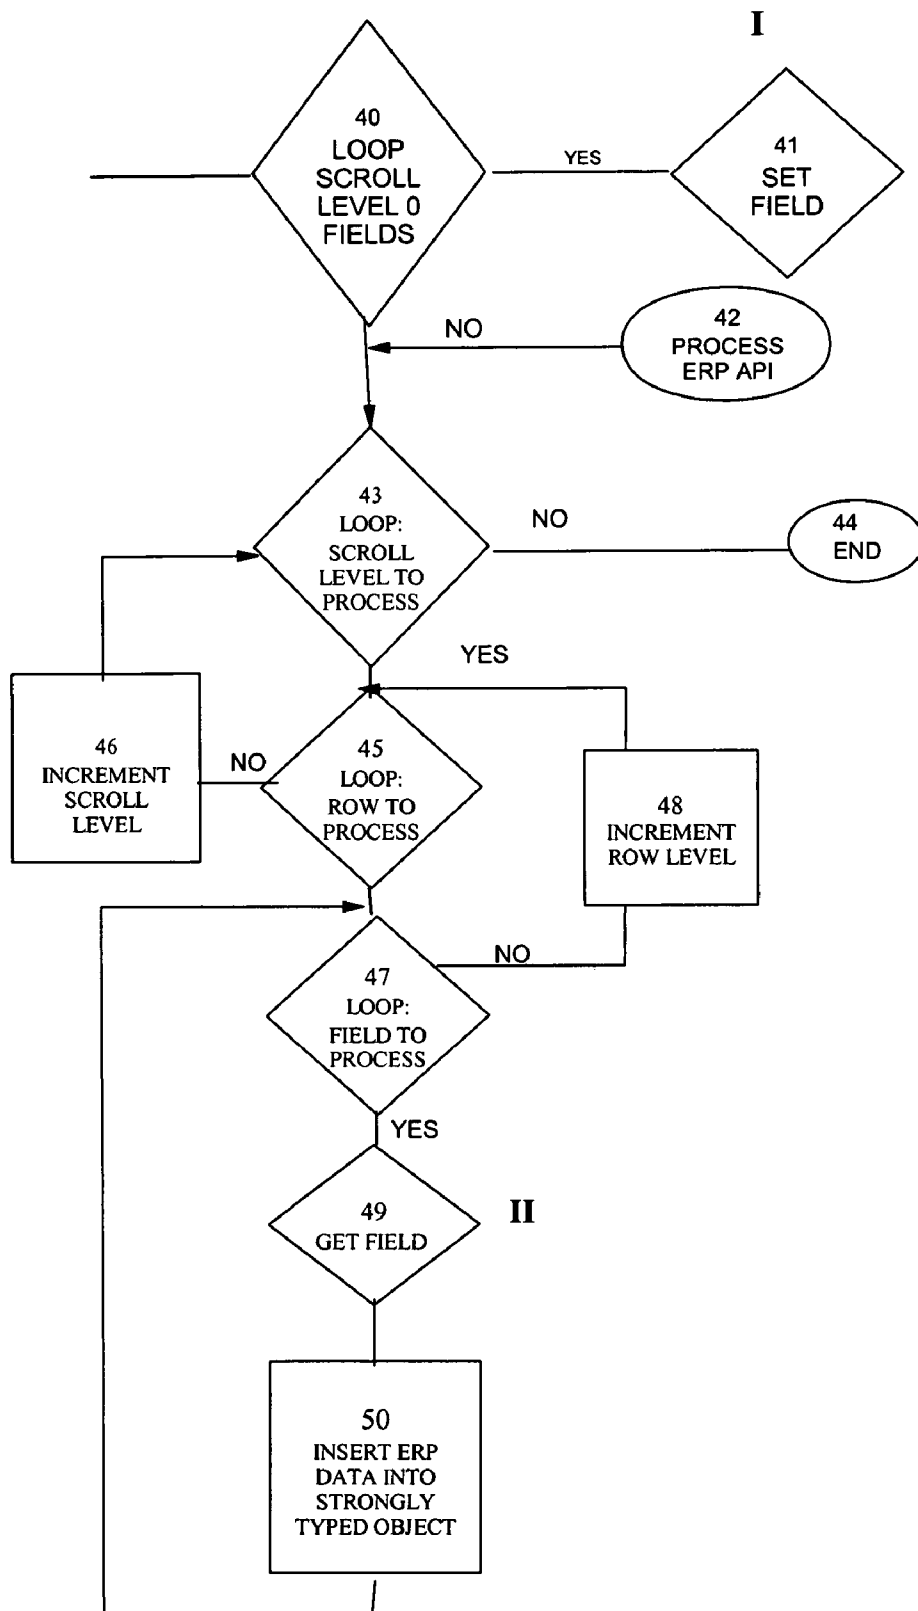 I
40
LOOP
SCROLL
LEVEL 0
FIELDS
YES
41
SET
FIELD
NO
42
PROCESS
ERP API
43
LOOP:
SCROLL
LEVEL TO
PROCESS
NO
44
END
YES
46
INCREMENT
SCROLL
LEVEL
NO
45
LOOP:
ROW TO
PROCESS
48
INCREMENT
ROW LEVEL
NO
47
LOOP:
FIELD TO
PROCESS
YES
49
GET FIELD
II
50
INSERT ERP
DATA INTO
STRONGLY
TYPED OBJECT